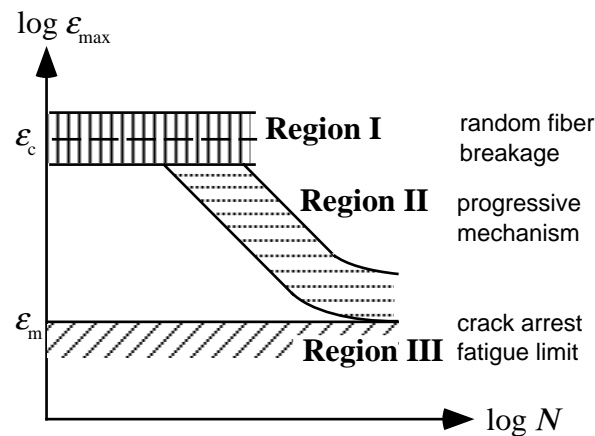 log ε_max
ε_c
Region I
random fiber
breakage
Region II
progressive
mechanism
ε_m
Region III
crack arrest
fatigue limit
log N